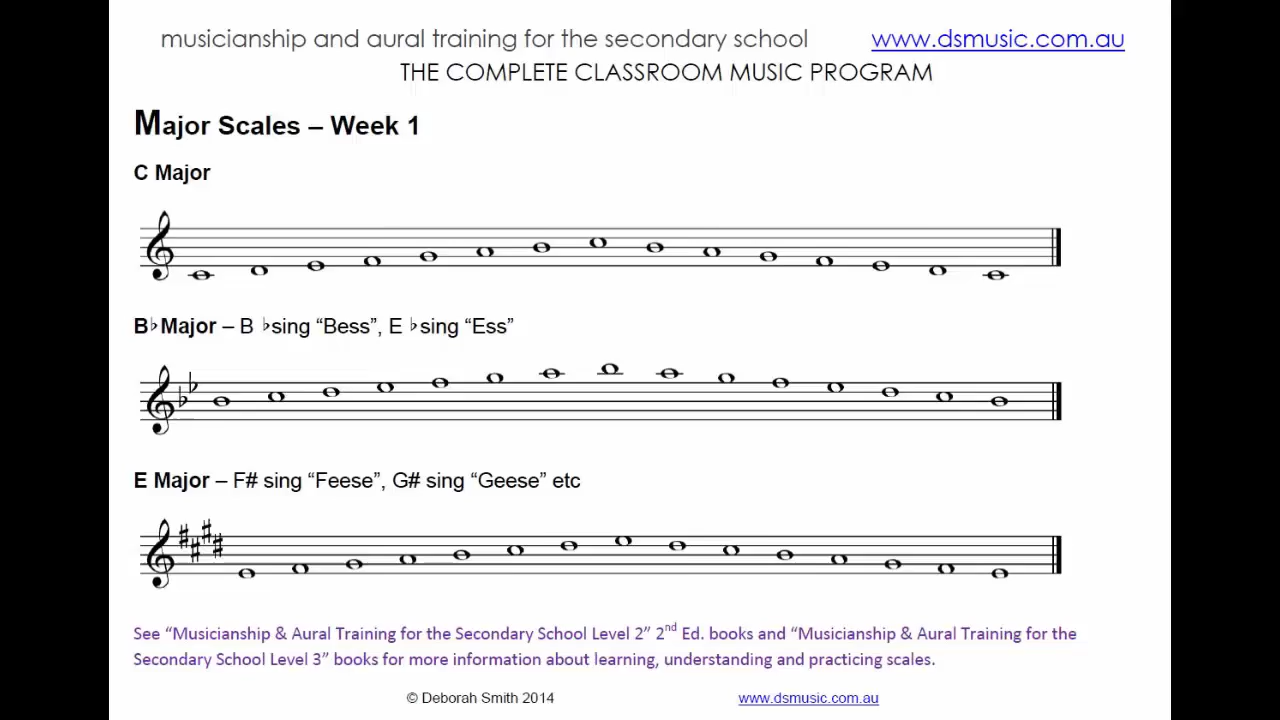 musicianship and aural training for the secondary school www.dsmusic.com.au
THE COMPLETE CLASSROOM MUSIC PROGRAM
Major Scales – Week 1
C Major
B♭ Major – B ♭ sing “Bess”, E ♭ sing “Ess”
E Major – F# sing “Feese”, G# sing “Geese” etc
See “Musicianship & Aural Training for the Secondary School Level 2” 2nd Ed. books and “Musicianship & Aural Training for the
Secondary School Level 3” books for more information about learning, understanding and practicing scales.
© Deborah Smith 2014 www.dsmusic.com.au